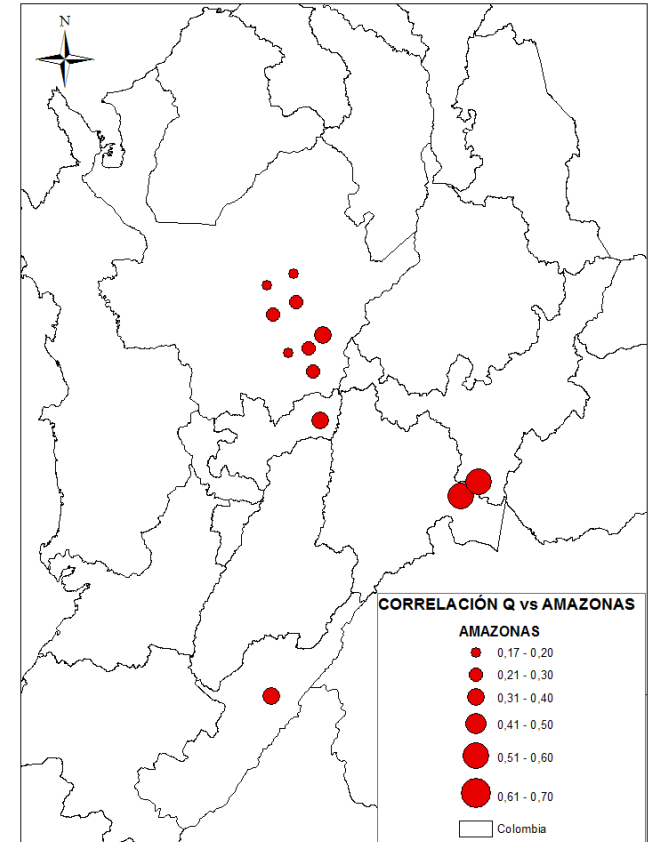 N
CORRELACIÓN Q vs AMAZONAS
AMAZONAS
0,17 - 0,20
0,21 - 0,30
0,31 - 0,40
0,41 - 0,50
0,51 - 0,60
0,61 - 0,70
Colombia